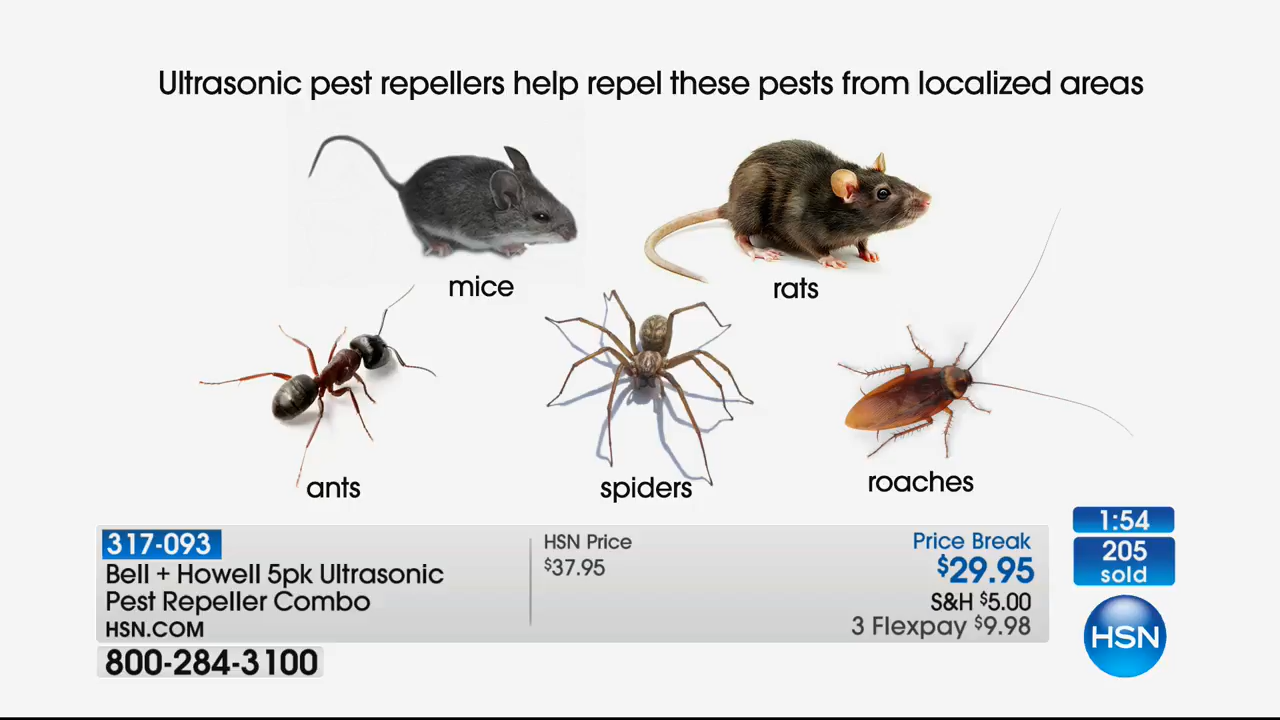 Ultrasonic pest repellers help repel these pests from localized areas
mice
rats
ants
spiders
roaches
317-093
Bell + Howell 5pk Ultrasonic
Pest Repeller Combo
HSN.COM
800-284-3100
HSN Price
$37.95
Price Break
$29.95
S&H $5.00
3 Flexpay $9.98
1:54
205
sold
HSN